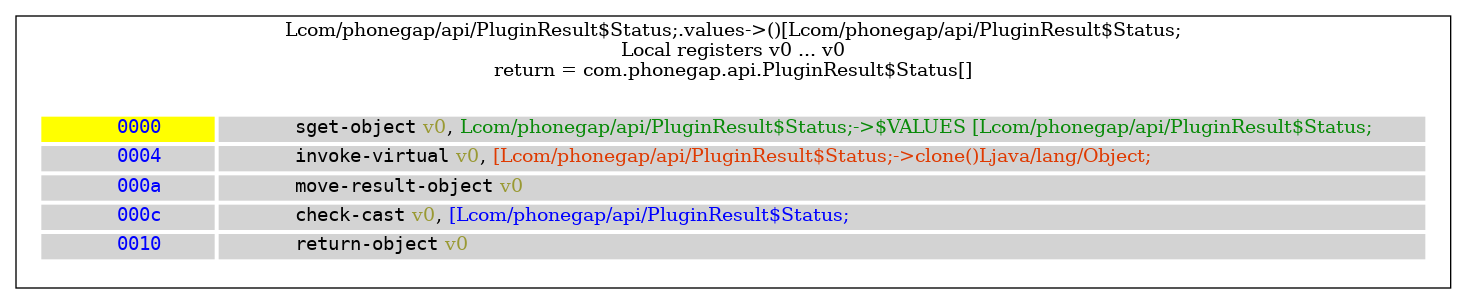 Lcom/phonegap/api/PluginResult$Status;.values->()[Lcom/phonegap/api/PluginResult$Status;
Local registers v0 ... v0
return = com.phonegap.api.PluginResult$Status[]
0000 sget-object v0, Lcom/phonegap/api/PluginResult$Status;->$VALUES [Lcom/phonegap/api/PluginResult$Status;
0004 invoke-virtual v0, [Lcom/phonegap/api/PluginResult$Status;->clone()Ljava/lang/Object;
000a move-result-object v0
000c check-cast v0, [Lcom/phonegap/api/PluginResult$Status;
0010 return-object v0